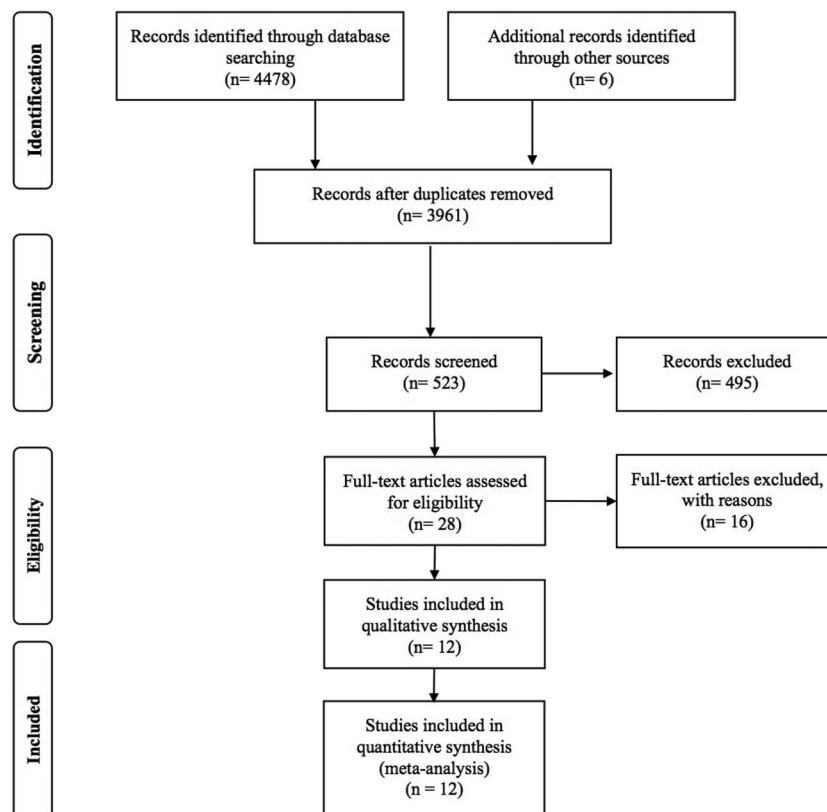 Identification
Records identified through database
searching
(n= 4478)
Additional records identified
through other sources
(n= 6)
Records after duplicates removed
(n= 3961)
Screening
Records screened
(n= 523)
Records excluded
(n= 495)
Eligibility
Full-text articles assessed
for eligibility
(n= 28)
Full-text articles excluded,
with reasons
(n= 16)
Studies included in
qualitative synthesis
(n= 12)
Included
Studies included in
quantitative synthesis
(meta-analysis)
(n = 12)